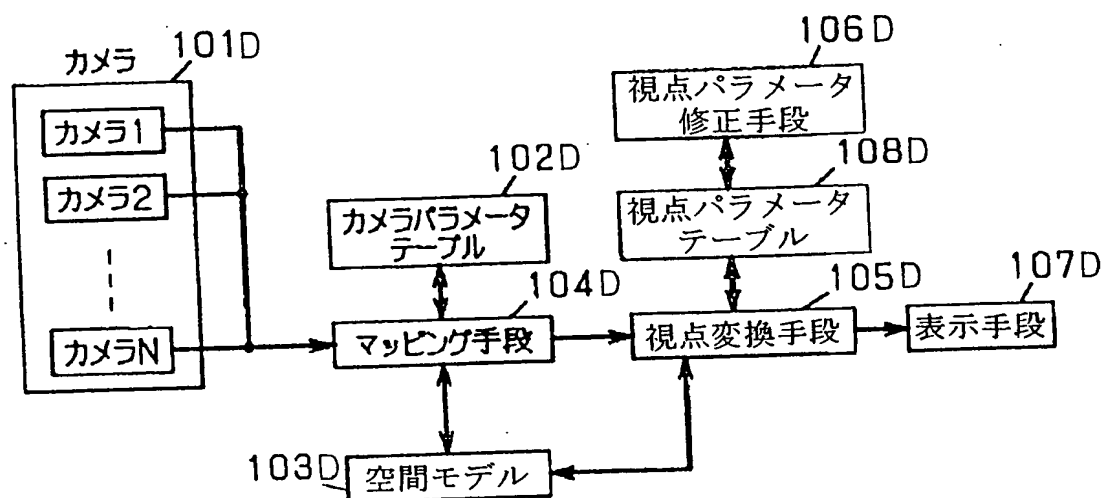 カメラ
101D
カメラ1
カメラ2
カメラN
102D
カメラパラメータ
テーブル
104D
マッピング手段
103D
空間モデル
106D
視点パラメータ
修正手段
108D
視点パラメータ
テーブル
105D
視点変換手段
107D
表示手段